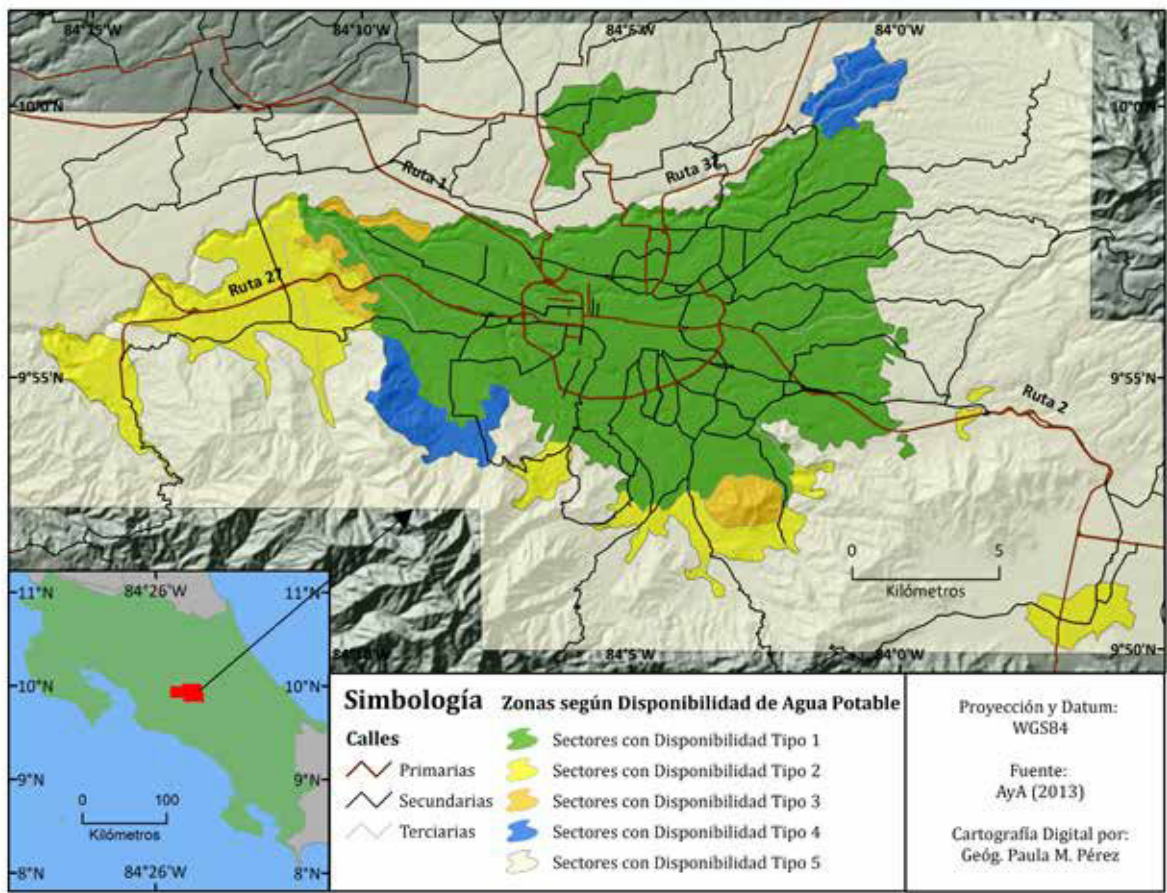 84°15'W
84°10'W
84°5'W
84°0'W
10°0'N
10°0'N
Ruta 1
Ruta 32
Ruta 27
9°55'N
9°55'N
Ruta 2
0 5
Kilómetros
84°5'W
84°0'W
9°50'N
11°N
84°26'W
11°N
10°N
10°N
9°N
9°N
0 100
Kilómetros
8°N
84°26'W
8°N
Simbología
Calles
Primarias
Secundarias
Terciarias
Zonas según Disponibilidad de Agua Potable
Sectores con Disponibilidad Tipo 1
Sectores con Disponibilidad Tipo 2
Sectores con Disponibilidad Tipo 3
Sectores con Disponibilidad Tipo 4
Sectores con Disponibilidad Tipo 5
Proyección y Datum:
WGS84
Fuente:
AyA (2013)
Cartografía Digital por:
Geóg. Paula M. Pérez